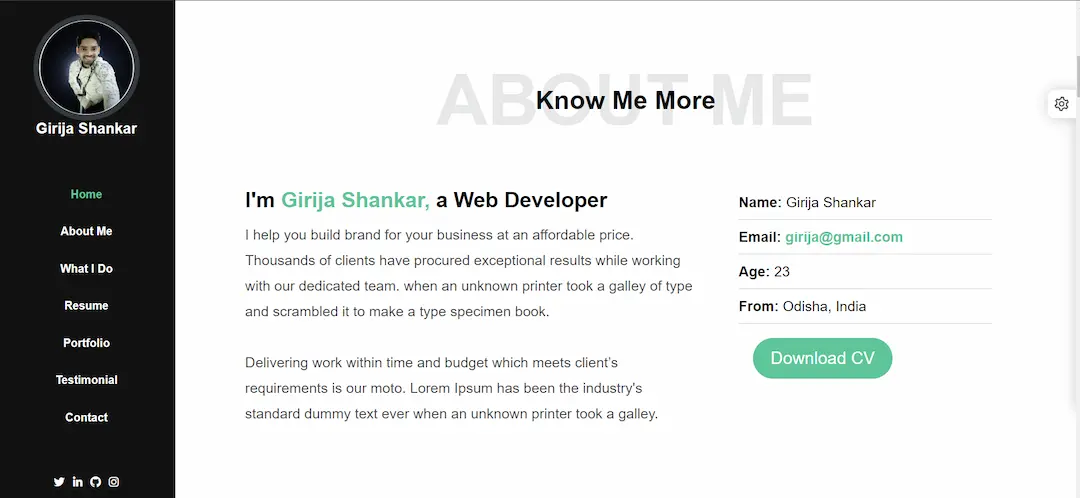 Girija Shankar
Home
About Me
What I Do
Resume
Portfolio
Testimonial
Contact
ABOUT ME
Know Me More
I'm Girija Shankar, a Web Developer
I help you build brand for your business at an affordable price.
Thousands of clients have procured exceptional results while working
with our dedicated team. when an unknown printer took a galley of type
and scrambled it to make a type specimen book.
Delivering work within time and budget which meets client's
requirements is our moto. Lorem Ipsum has been the industry's
standard dummy text ever when an unknown printer took a galley.
Name: Girija Shankar
Email: girija@gmail.com
Age: 23
From: Odisha, India
Download CV